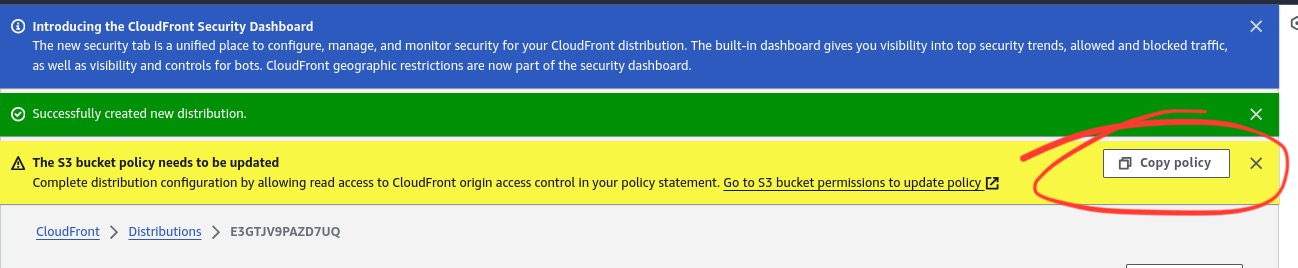 Introducing the CloudFront Security Dashboard
The new security tab is a unified place to configure, manage, and monitor security for your CloudFront distribution. The built-in dashboard gives you visibility into top security trends, allowed and blocked traffic,
as well as visibility and controls for bots. CloudFront geographic restrictions are now part of the security dashboard.
Successfully created new distribution.
The S3 bucket policy needs to be updated
Copy policy
Complete distribution configuration by allowing read access to CloudFront origin access control in your policy statement. Go to S3 bucket permissions to update policy
CloudFront > Distributions > E3GTJV9PAZD7UQ